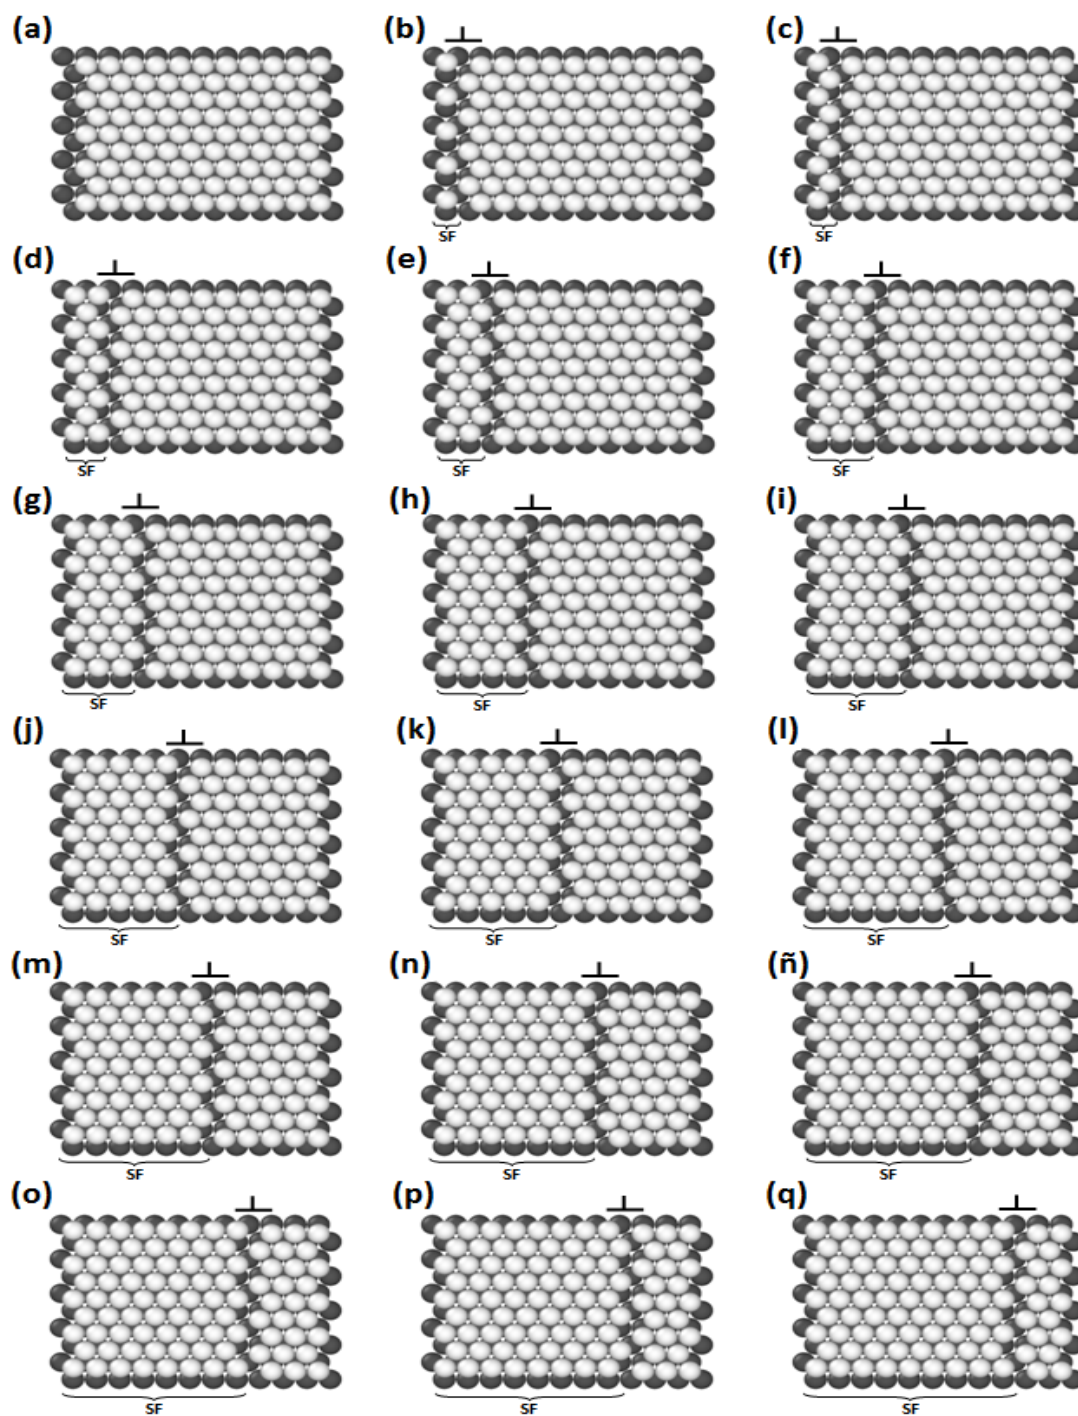 (a) (b) (c)
SF SF
(d) (e) (f)
SF SF SF
(g) (h) (i)
SF SF SF
(j) (k) (l)
SF SF SF
(m) (n) (ñ)
SF SF SF
(o) (p) (q)
SF SF SF